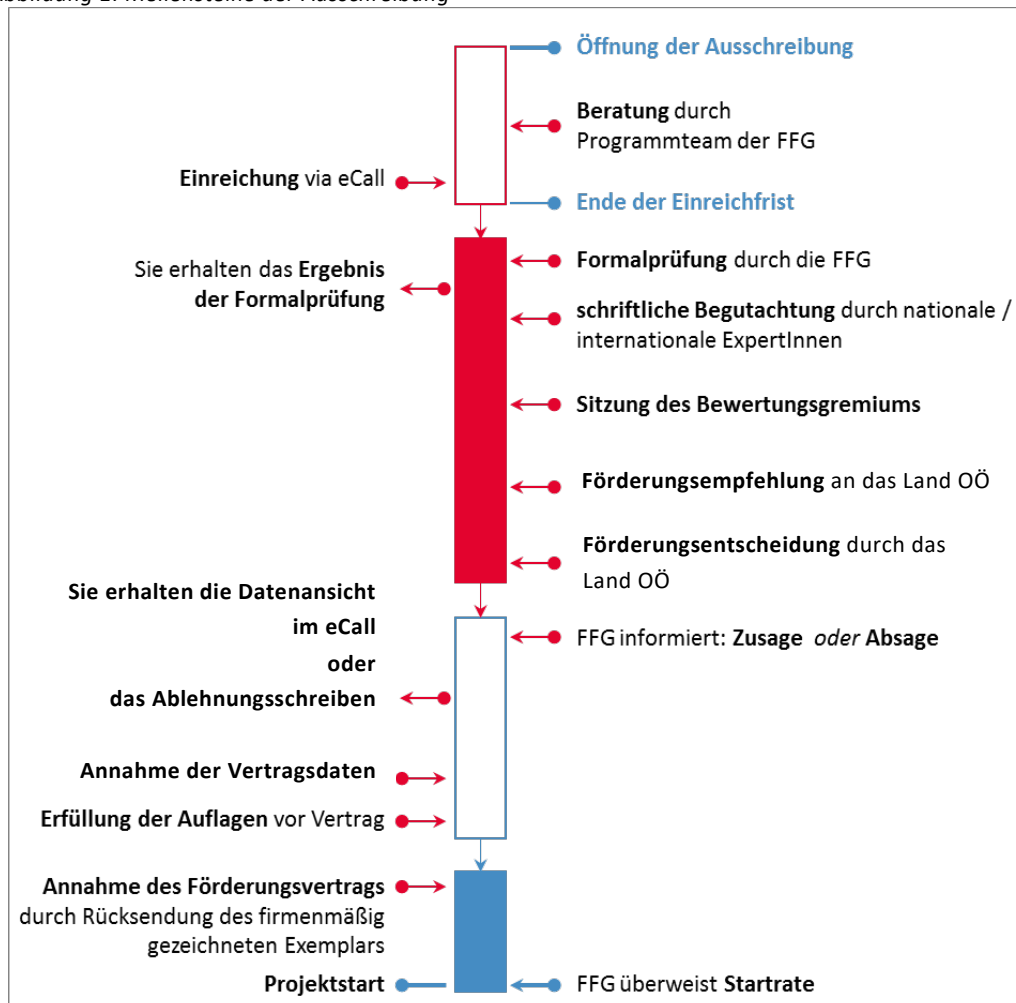 Öffnung der Ausschreibung
Beratung durch
Programmteam der FFG
Einreichung via eCall
Ende der Einreichfrist
Formalprüfung durch die FFG
Sie erhalten das Ergebnis
der Formalprüfung
schriftliche Begutachtung durch nationale /
internationale ExpertInnen
Sitzung des Bewertungsgremiums
Förderungsempfehlung an das Land OÖ
Förderungsentscheidung durch das
Land OÖ
Sie erhalten die Datenansicht
im eCall
oder
das Ablehnungsschreiben
FFG informiert: Zusage oder Absage
Annahme der Vertragsdaten
Erfüllung der Auflagen vor Vertrag
Annahme des Förderungsvertrags
durch Rücksendung des firmenmäßig
gezeichneten Exemplars
Projektstart
FFG überweist Startrate